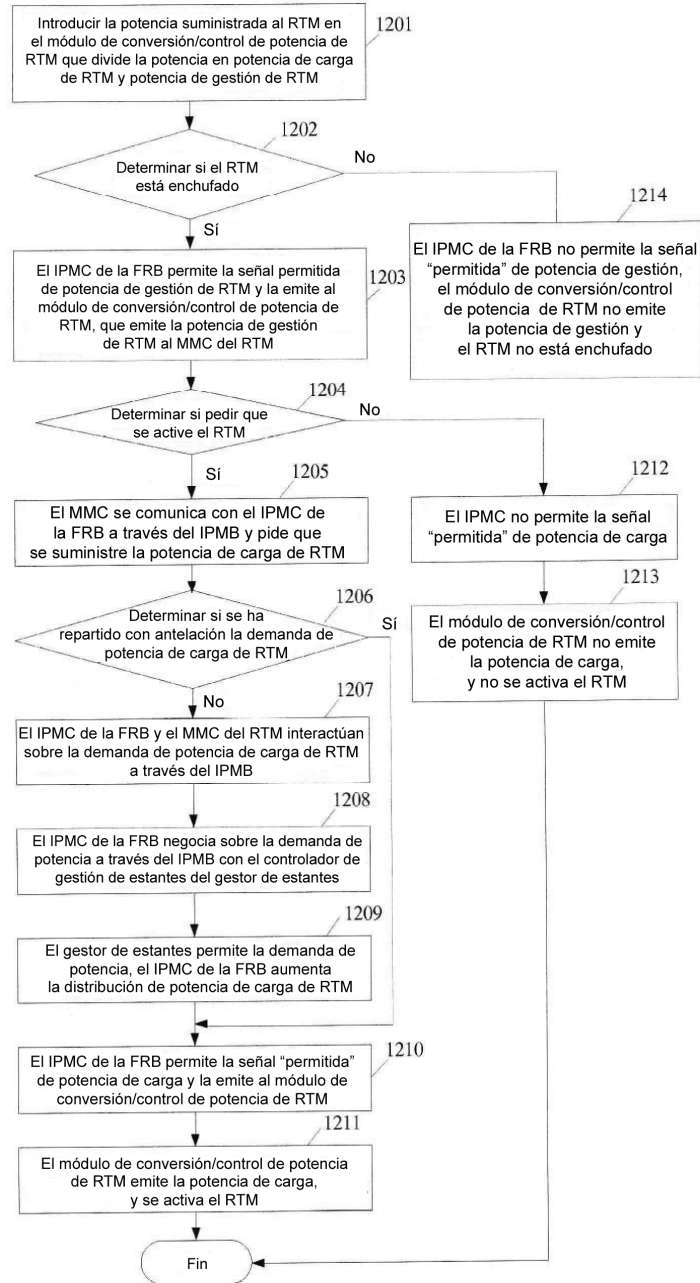 Introducir la potencia suministrada al RTM en
el módulo de conversión/control de potencia de
RTM que divide la potencia en potencia de carga
de RTM y potencia de gestión de RTM
1201
1202
Determinar si el RTM
está enchufado
No
Sí
1214
El IPMC de la FRB no permite la señal
“permitida” de potencia de gestión,
el módulo de conversión/control
de potencia de RTM no emite
la potencia de gestión y
el RTM no está enchufado
1203
El IPMC de la FRB permite la señal permitida
de potencia de gestión de RTM y la emite al
módulo de conversión/control de potencia de
RTM, que emite la potencia de gestión
de RTM al MMC del RTM
1204
Determinar si pedir que
se active el RTM
No
Sí
1205
El MMC se comunica con el IPMC de
la FRB a través del IPMB y pide que
se suministre la potencia de carga de RTM
1212
El IPMC no permite la señal
“permitida” de potencia de carga
1206
Determinar si se ha
repartido con antelación la demanda de
potencia de carga de RTM
Sí
No
1213
El módulo de conversión/control
de potencia de RTM no emite
la potencia de carga,
y no se activa el RTM
1207
El IPMC de la FRB y el MMC del RTM interactúan
sobre la demanda de potencia de carga de RTM
a través del IPMB
1208
El IPMC de la FRB negocia sobre la demanda de
potencia a través del IPMB con el controlador de
gestión de estantes del gestor de estantes
1209
El gestor de estantes permite la demanda de
potencia, el IPMC de la FRB aumenta
la distribución de potencia de carga de RTM
1210
El IPMC de la FRB permite la señal “permitida”
de potencia de carga y la emite al módulo de
conversión/control de potencia de RTM
1211
El módulo de conversión/control de potencia
de RTM emite la potencia de carga,
y se activa el RTM
Fin